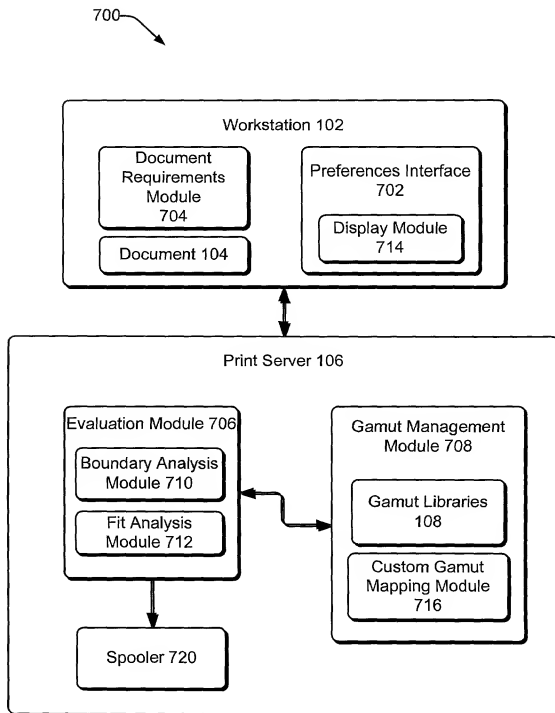 700
Workstation 102
Document
Requirements
Module
704
Document 104
Preferences Interface
702
Display Module
714
Print Server 106
Evaluation Module 706
Boundary Analysis
Module 710
Fit Analysis
Module 712
Spooler 720
Gamut Management
Module 708
Gamut Libraries
108
Custom Gamut
Mapping Module
716